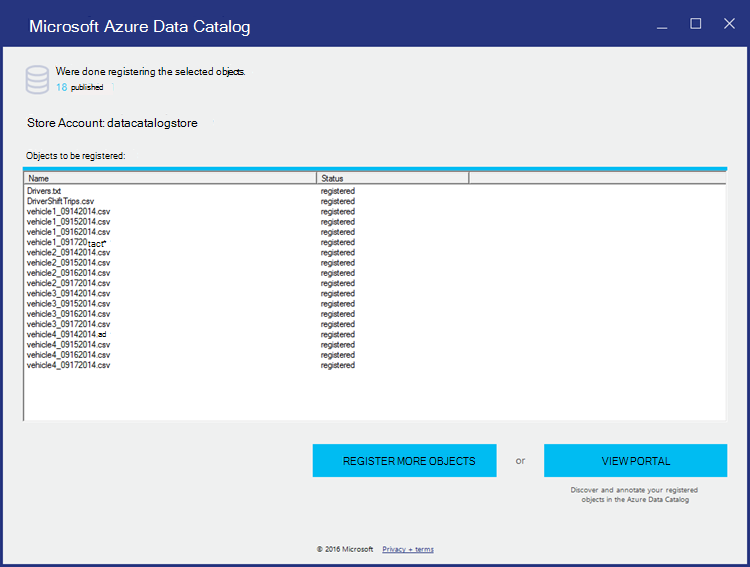 Microsoft Azure Data Catalog
Were done registering the selected objects.
18 published
Store Account: datacatalogstore
Objects to be registered:
Name Status
Drivers.txt registered
DriverShiftTrips.csv registered
vehicle1_09142014.csv registered
vehicle1_09152014.csv registered
vehicle1_09162014.csv registered
vehicle1_091720tact* registered
vehicle2_09142014.csv registered
vehicle2_09152014.csv registered
vehicle2_09162014.csv registered
vehicle2_09172014.csv registered
vehicle3_09142014.csv registered
vehicle3_09152014.csv registered
vehicle3_09162014.csv registered
vehicle3_09172014.csv registered
vehicle4_09142014.ad registered
vehicle4_09152014.csv registered
vehicle4_09162014.csv registered
vehicle4_09172014.csv registered
REGISTER MORE OBJECTS or VIEW PORTAL
Discover and annotate your registered
objects in the Azure Data Catalog
© 2016 Microsoft Privacy + terms